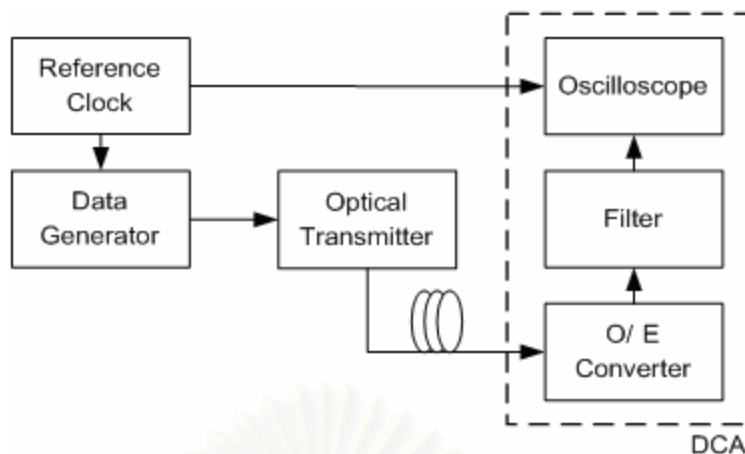 Reference
Clock
Oscilloscope
Data
Generator
Optical
Transmitter
Filter
O/ E
Converter
DCA